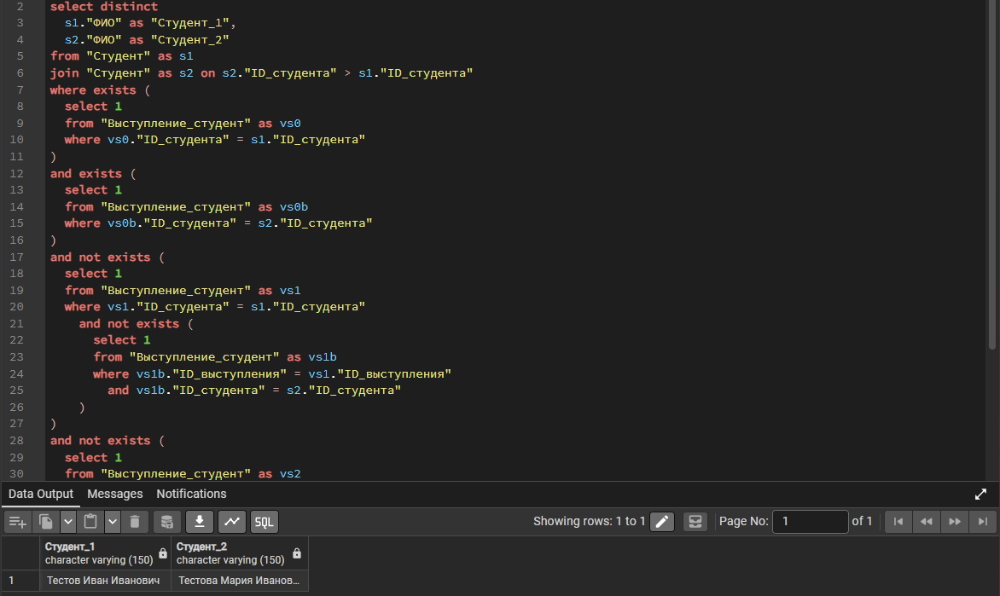 2 select distinct
3 s1."ФИО" as "Студент_1",
4 s2."ФИО" as "Студент_2"
5 from "Студент" as s1
6 join "Студент" as s2 on s2."ID_студента" > s1."ID_студента"
7 where exists (
8 select 1
9 from "Выступление_студент" as vs0
10 where vs0."ID_студента" = s1."ID_студента"
11 )
12 and exists (
13 select 1
14 from "Выступление_студент" as vs0b
15 where vs0b."ID_студента" = s2."ID_студента"
16 )
17 and not exists (
18 select 1
19 from "Выступление_студент" as vs1
20 where vs1."ID_студента" = s1."ID_студента"
21 and not exists (
22 select 1
23 from "Выступление_студент" as vs1b
24 where vs1b."ID_выступления" = vs1."ID_выступления"
25 and vs1b."ID_студента" = s2."ID_студента"
26 )
27 )
28 and not exists (
29 select 1
30 from "Выступление_студент" as vs2
Data Output Messages Notifications
SQL Showing rows: 1 to 1 Page No: 1 of 1
Студент_1 Студент_2
character varying (150) character varying (150)
1 Тестов Иван Иванович Тестова Мария Иванов...